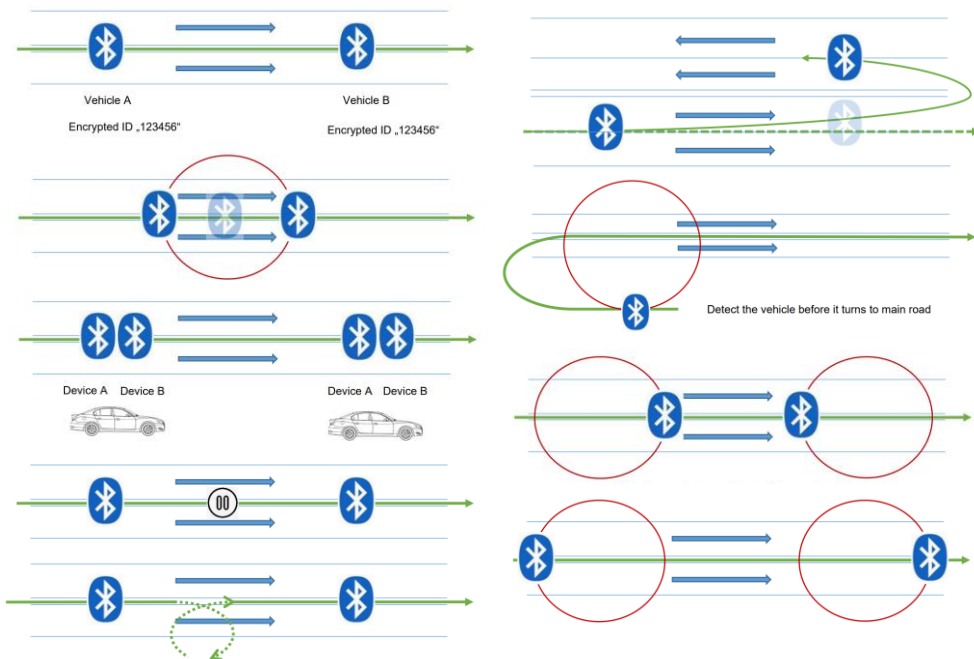 Vehicle A
Vehicle B
Encrypted ID „123456“
Encrypted ID „123456“
Device A Device B
Device A Device B
Detect the vehicle before it turns to main road